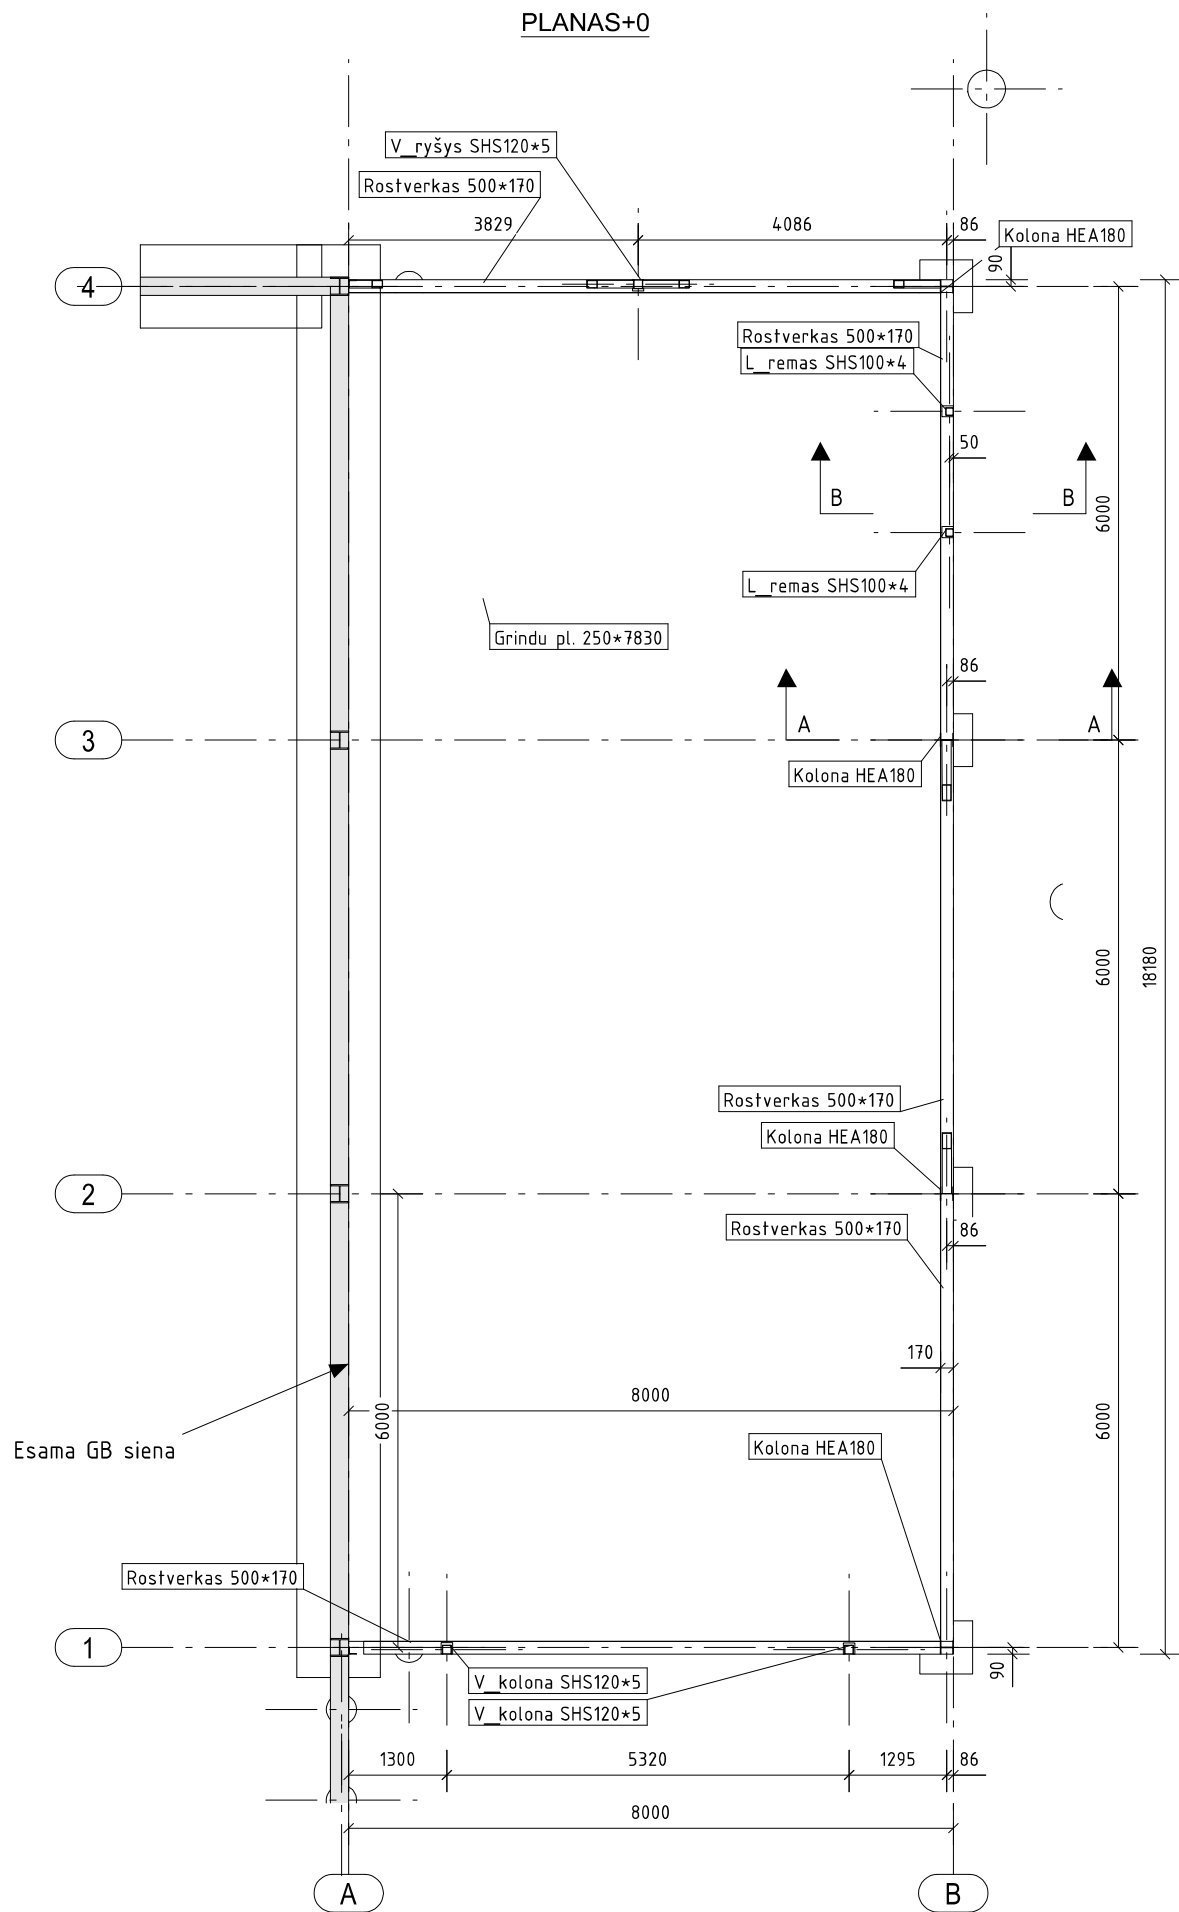 PLANAS+0
V_ryšys SHS120*5
Rostverkas 500*170
3829
4086
86
Kolona HEA180
90
4
Rostverkas 500*170
L_remas SHS100*4
50
B
B
6000
L_remas SHS100*4
Grindu pl. 250*7830
86
A
A
3
Kolona HEA180
6000
18180
Rostverkas 500*170
Kolona HEA180
2
Rostverkas 500*170
86
170
8000
6000
6000
Esama GB siena
Kolona HEA180
Rostverkas 500*170
1
90
V_kolona SHS120*5
V_kolona SHS120*5
1300
5320
1295
86
8000
A
B